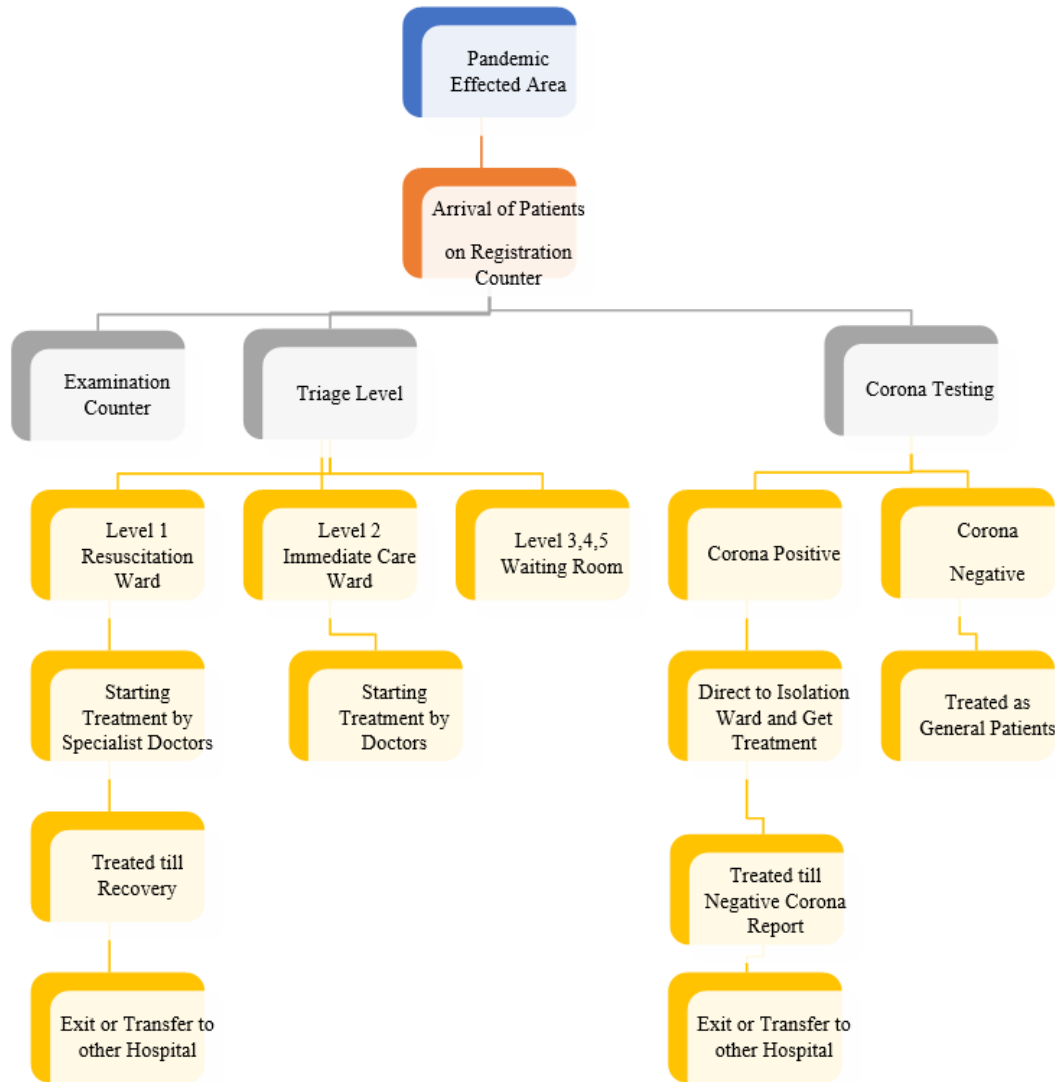 Pandemic
Effected Area
Arrival of Patients
on Registration
Counter
Examination
Counter
Triage Level
Corona Testing
Level 1
Resuscitation
Ward
Level 2
Immediate Care
Ward
Level 3,4,5
Waiting Room
Corona Positive
Corona
Negative
Starting
Treatment by
Specialist Doctors
Starting
Treatment by
Doctors
Direct to Isolation
Ward and Get
Treatment
Treated as
General Patients
Treated till
Recovery
Treated till
Negative Corona
Report
Exit or Transfer to
other Hospital
Exit or Transfer to
other Hospital